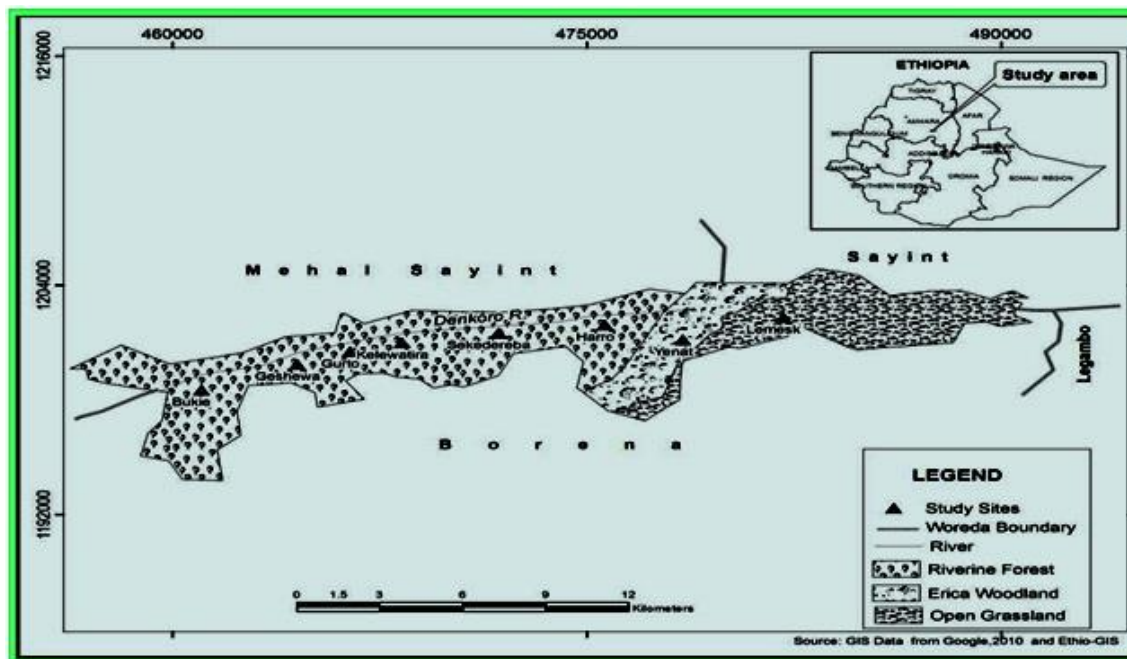 460000 475000 490000
1216000
1204000
1192000
ETHIOPIA
Study area
TIGRAY
AFAR
AMHARA
OROMIA
SOMALI REGION
SOUTHERN REGION
Mehal Sayint
Sayint
Denkoro R.
Harro
Sekedereba
Kelewatira
Gurto
Geshewa
Bukie
Yenat
Lemesk
Legambo
Borena
LEGEND
Study Sites
Woreda Boundary
River
Riverine Forest
Erica Woodland
Open Grassland
0 1.5 3 6 9 12
Kilometers
Source: GIS Data from Google,2010 and Ethio-GIS